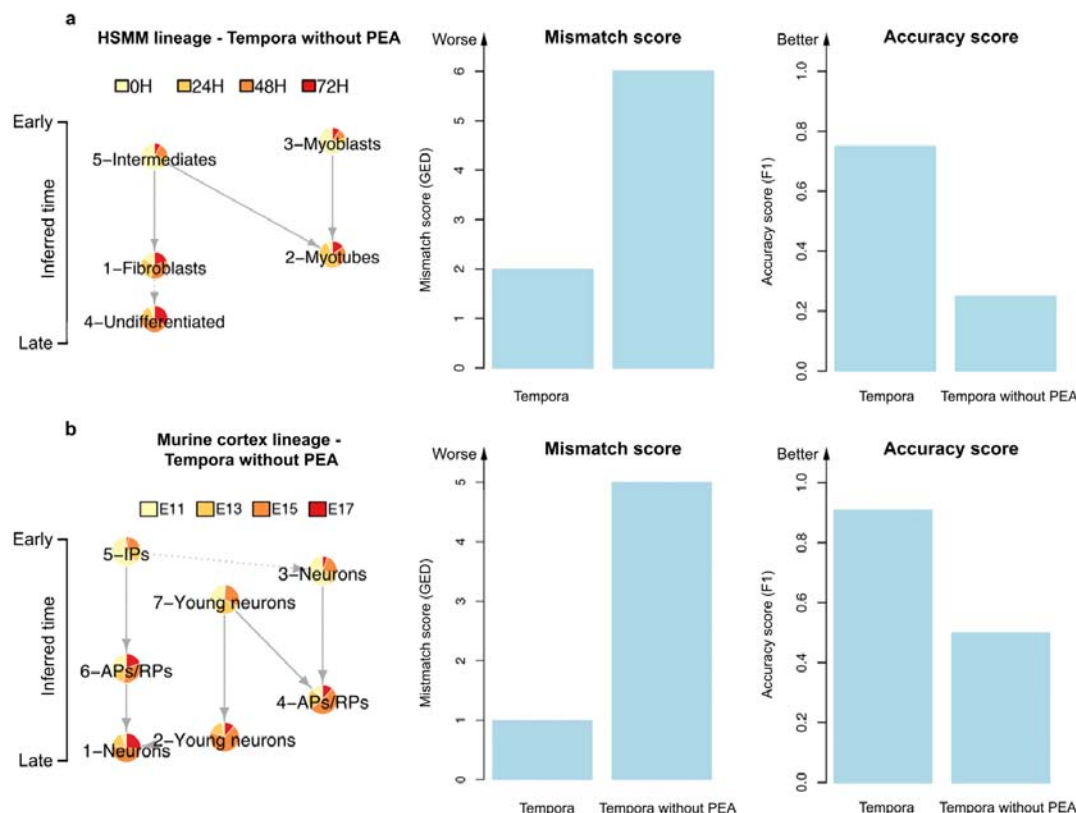 a
HSMM lineage - Tempora without PEA
0H 24H 48H 72H
Early
Inferred time
Late
5−Intermediates
3−Myoblasts
1−Fibroblasts
2−Myotubes
4−Undifferentiated
Worse
Mismatch score
Mismatch score (GED)
0 1 2 3 4 5 6
Tempora
Better
Accuracy score
Accuracy score (F1)
0.0 0.2 0.4 0.6 0.8 1.0
Tempora Tempora without PEA
b
Murine cortex lineage -
Tempora without PEA
E11 E13 E15 E17
Early
Inferred time
Late
5−IPs
3−Neurons
7−Young neurons
6−APs/RPs
4−APs/RPs
2−Young neurons
1−Neurons
Worse
Mismatch score
Mistmatch score (GED)
0 1 2 3 4 5
Tempora Tempora without PEA
Better
Accuracy score
Accuracy score (F1)
0.0 0.2 0.4 0.6 0.8 1.0
Tempora Tempora without PEA